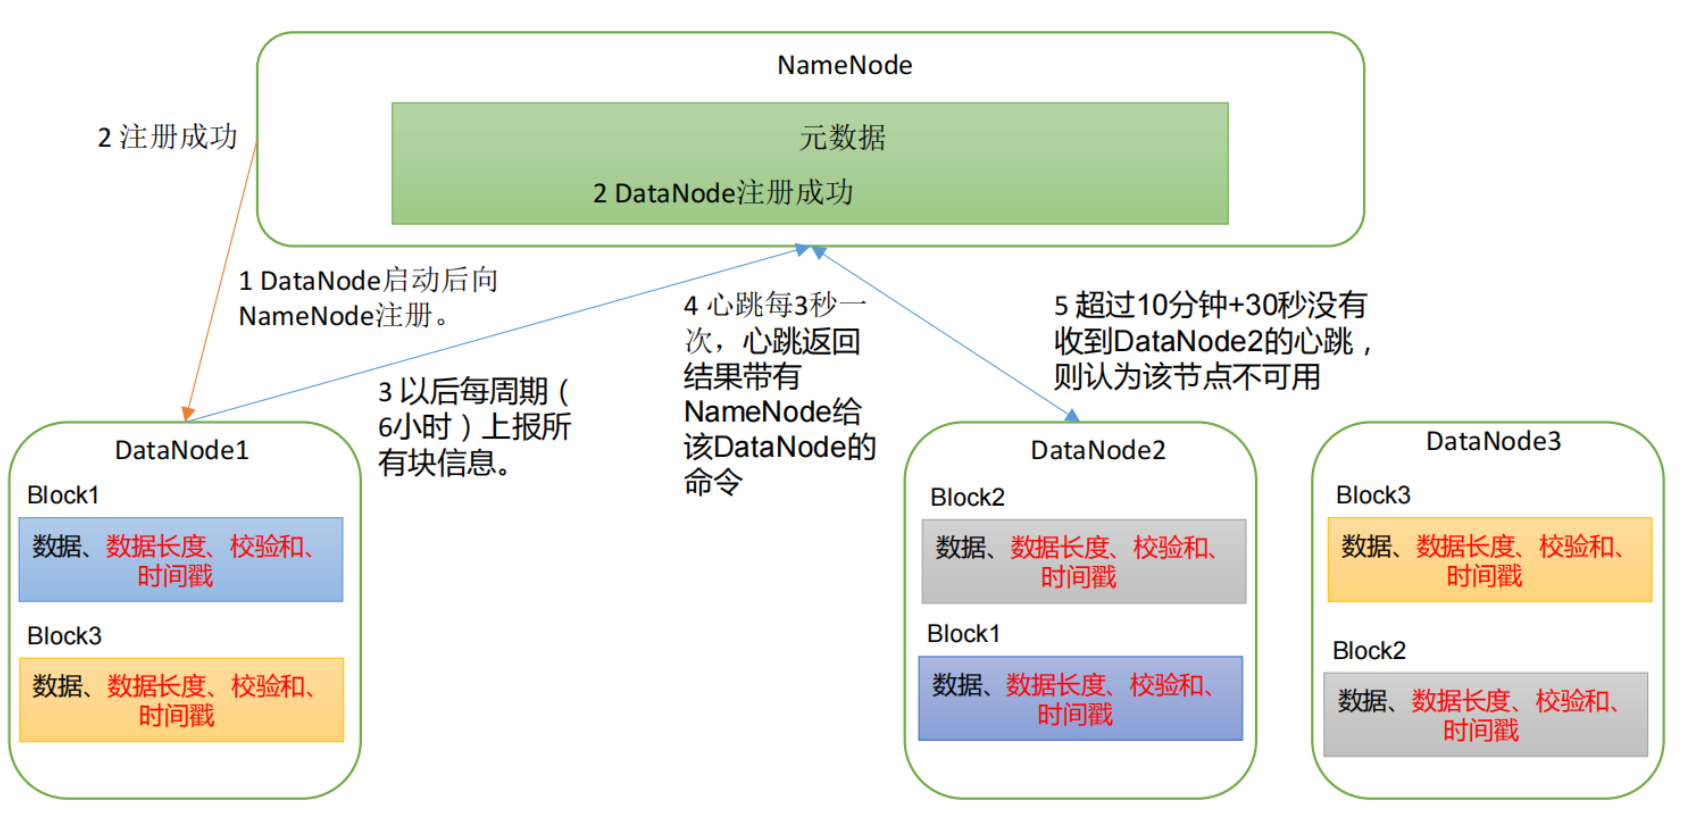 NameNode
元数据
2 DataNode注册成功
2 注册成功
1 DataNode启动后向
NameNode注册。
3 以后每周期（
6小时）上报所
有块信息。
4 心跳每3秒一
次，心跳返回
结果带有
NameNode给
该DataNode的
命令
5 超过10分钟+30秒没有
收到DataNode2的心跳，
则认为该节点不可用
DataNode1
Block1
数据、数据长度、校验和、
时间戳
Block3
数据、数据长度、校验和、
时间戳
DataNode2
Block2
数据、数据长度、校验和、
时间戳
Block1
数据、数据长度、校验和、
时间戳
DataNode3
Block3
数据、数据长度、校验和、
时间戳
Block2
数据、数据长度、校验和、
时间戳